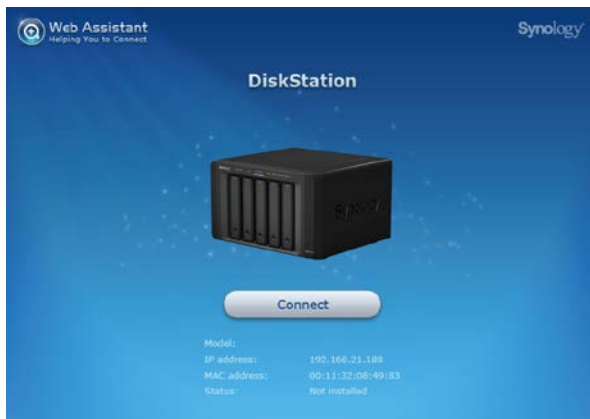 Web Assistant
Helping You to Connect
Synology
DiskStation
Synology
Connect
Model:
IP address: 192.168.21.188
MAC address: 00:11:32:08:49:83
Status: Not installed